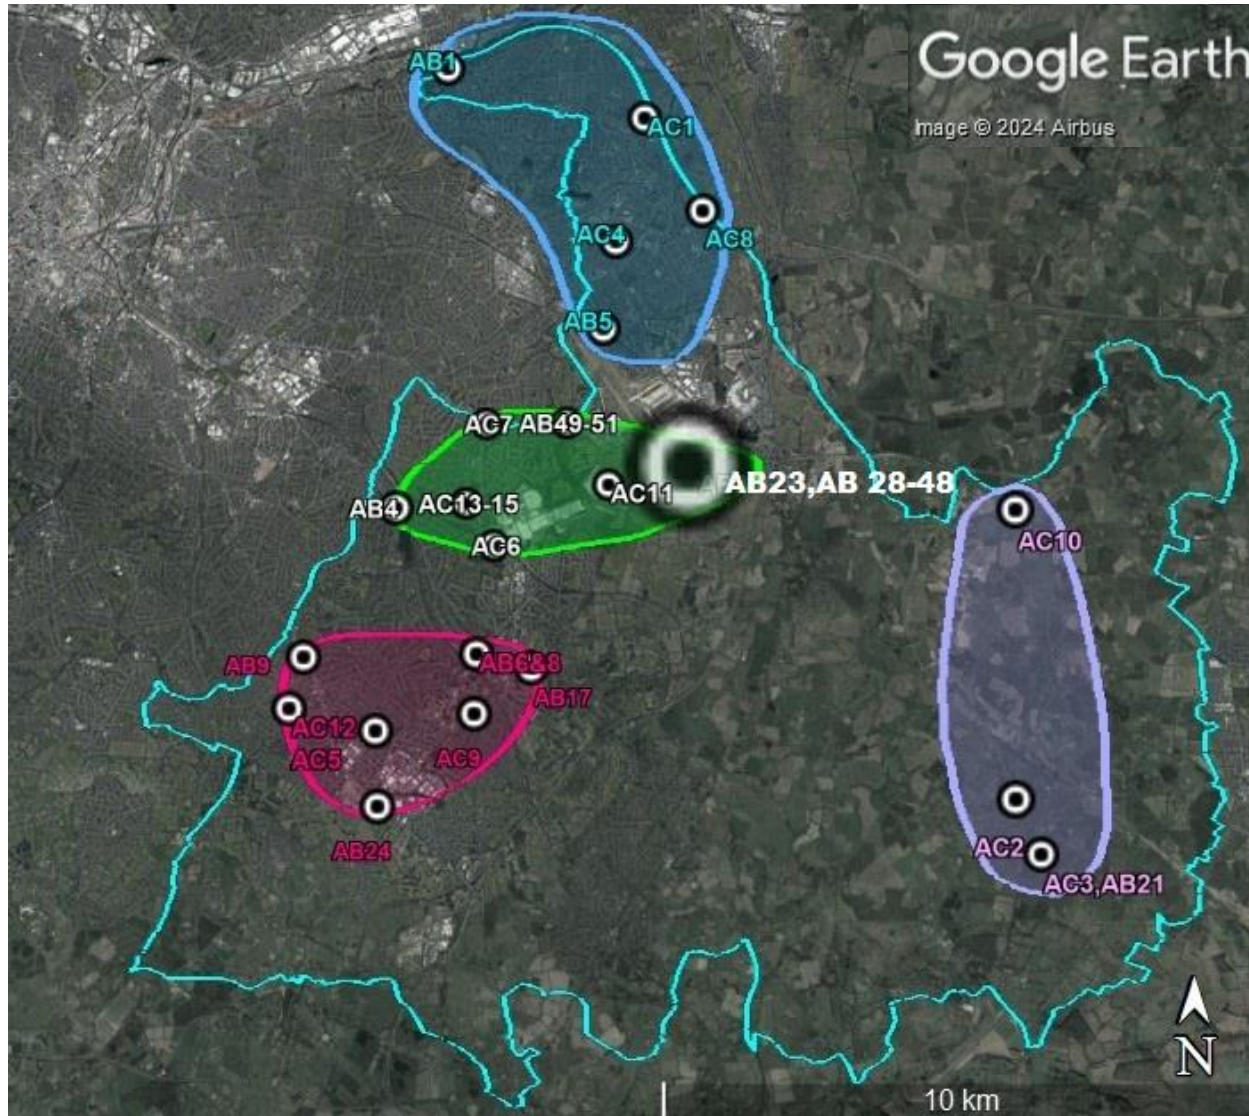 Google Earth
Image © 2024 Airbus
AB1
AC1
AC4
AC8
AB5
AC7 AB49-51
AC11
AB23,AB 28-48
AB4
AC13-15
AC6
AC10
AB9
AB6&8
AB17
AC12
AC5
AC9
AB24
AC2
AC3,AB21
N
10 km